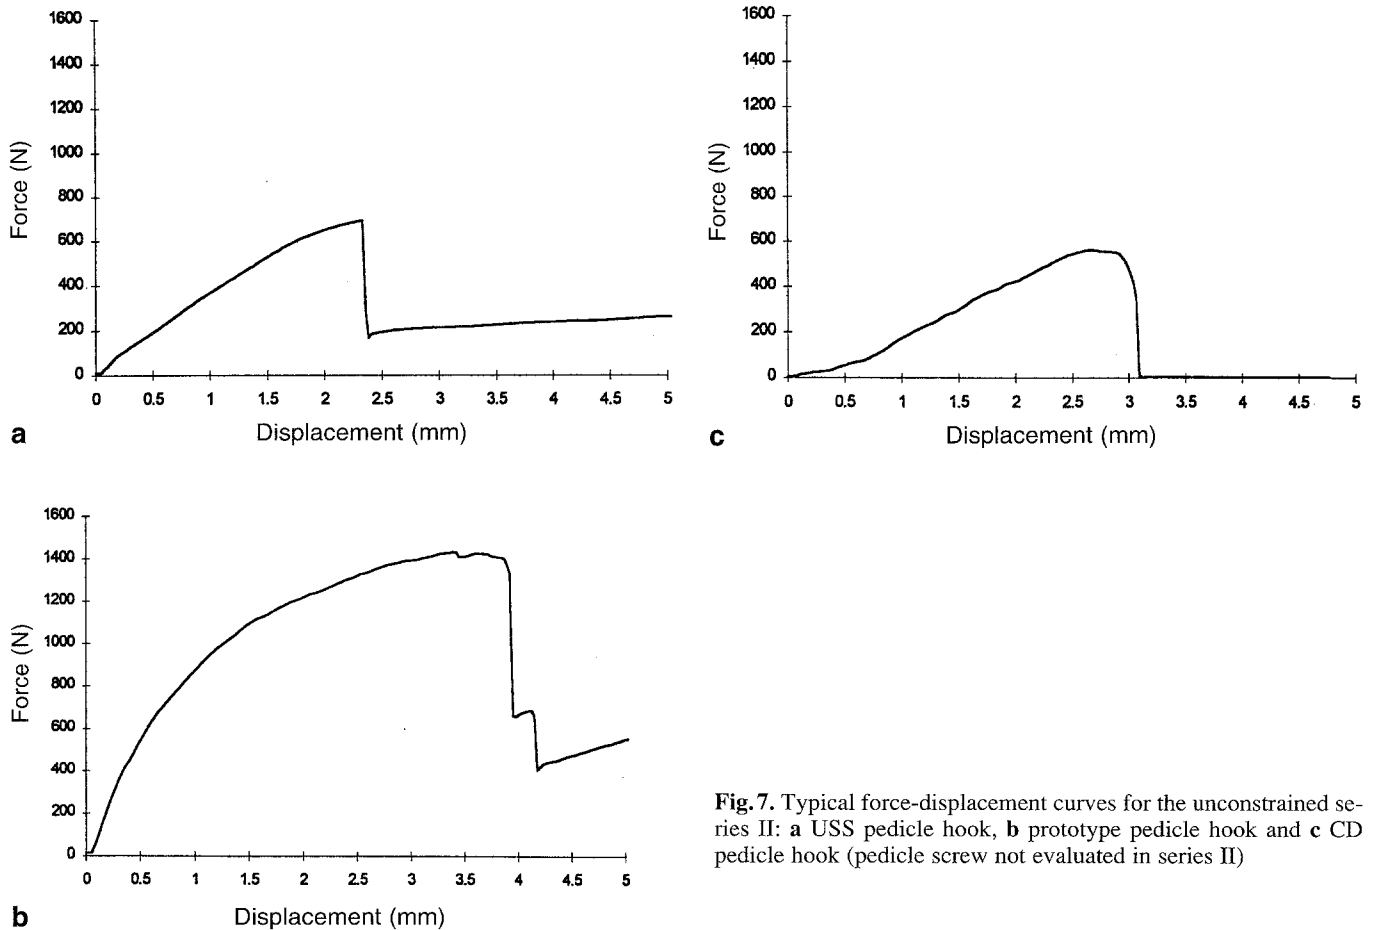 1600
1400
1200
1000
800
600
400
200
0
Force (N)
0 0.5 1 1.5 2 2.5 3 3.5 4 4.5 5
Displacement (mm)
a
1600
1400
1200
1000
800
600
400
200
0
Force (N)
0 0.5 1 1.5 2 2.5 3 3.5 4 4.5 5
Displacement (mm)
c
1600
1400
1200
1000
800
600
400
200
0
Force (N)
0 0.5 1 1.5 2 2.5 3 3.5 4 4.5 5
Displacement (mm)
b
Fig. 7. Typical force-displacement curves for the unconstrained se-
ries II: a USS pedicle hook, b prototype pedicle hook and c CD
pedicle hook (pedicle screw not evaluated in series II)